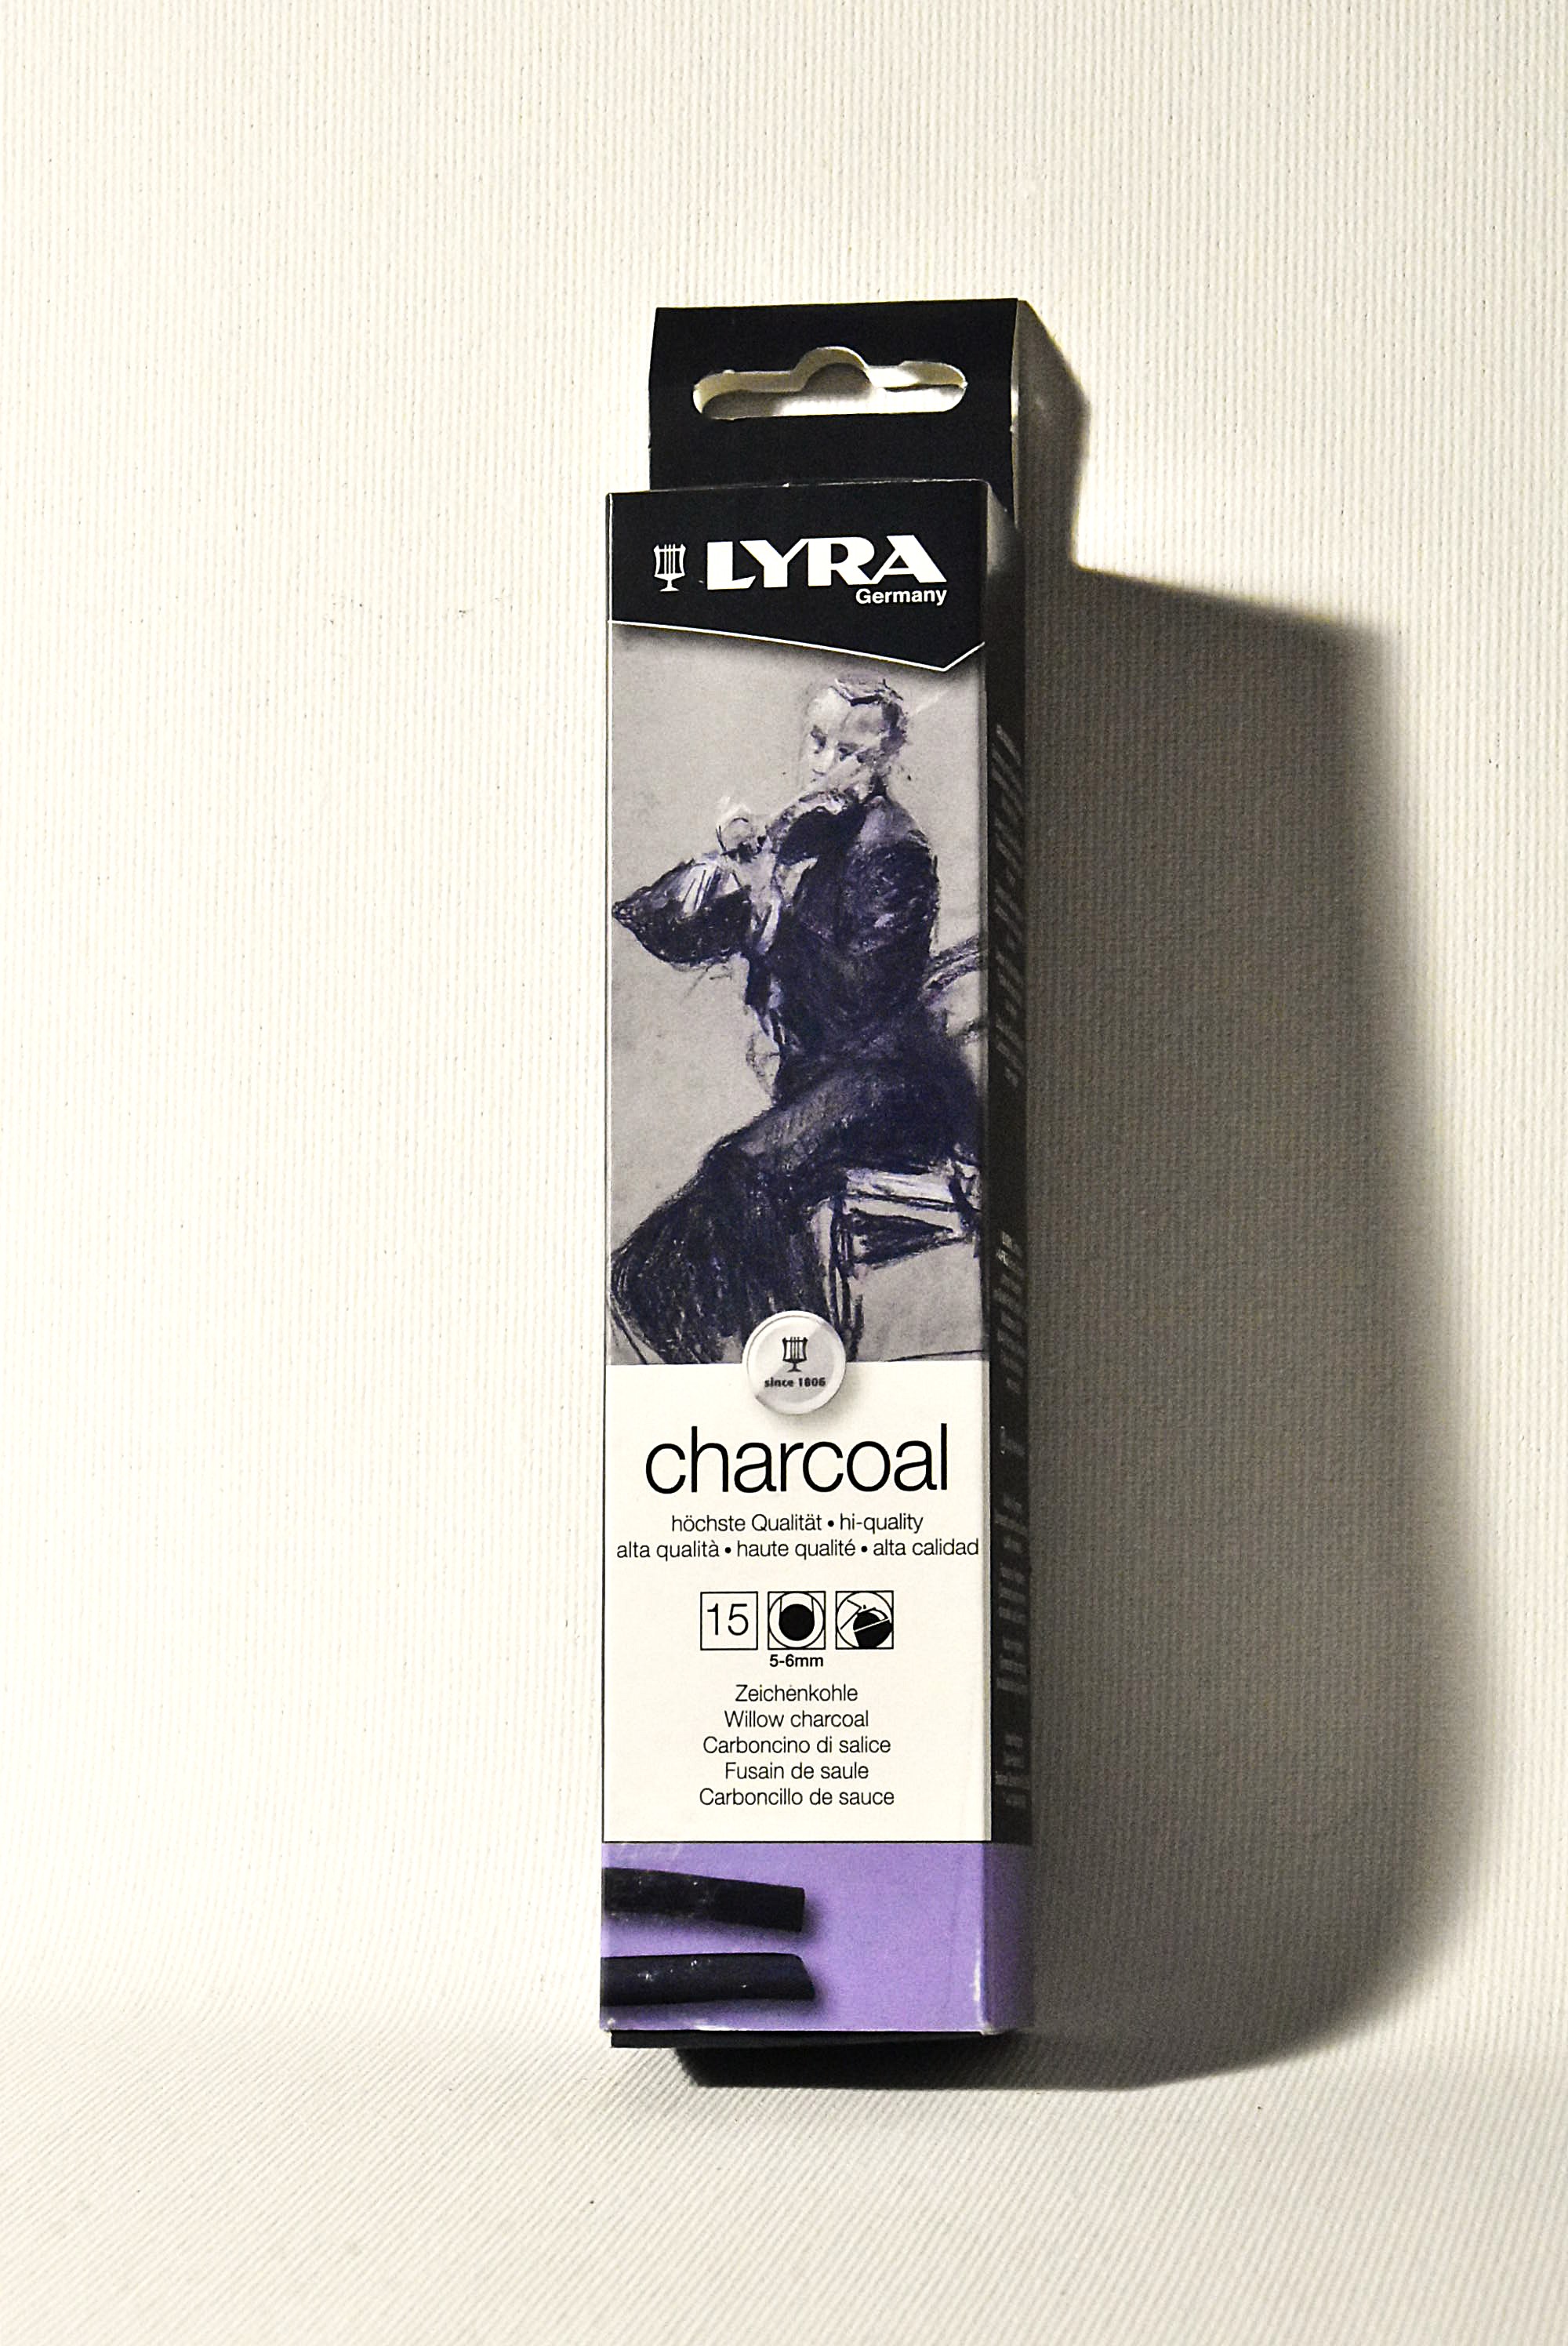 LYRA
Germany
since 1806
charcoal
höchste Qualität • hi-quality
alta qualità • haute qualité • alta calidad
15
5-6mm
Zeichenkohle
Willow charcoal
Carboncino di salice
Fusain de saule
Carboncillo de sauce